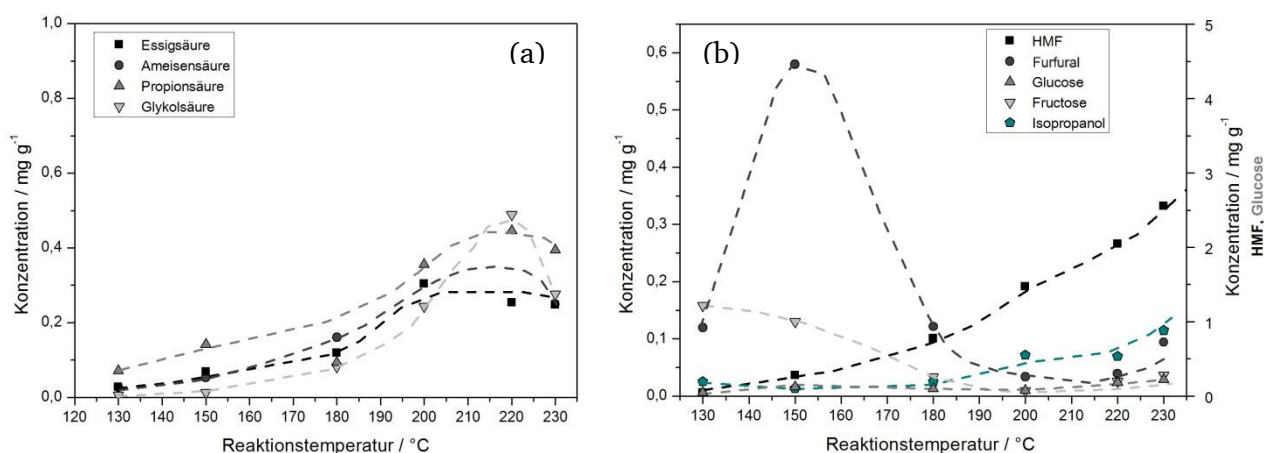 (a)
Essigsäure
Ameisensäure
Propionsäure
Glykolsäure
1,0
0,8
0,6
0,4
0,2
0,0
Konzentration / mg g-1
120 130 140 150 160 170 180 190 200 210 220 230
Reaktionstemperatur / °C
(b)
HMF
Furfural
Glucose
Fructose
Isopropanol
0,6
0,5
0,4
0,3
0,2
0,1
0,0
Konzentration / mg g-1
130 140 150 160 170 180 190 200 210 220 230
Reaktionstemperatur / °C
5
4
3
2
1
0
Konzentration / mg g-1
HMF, Glucose